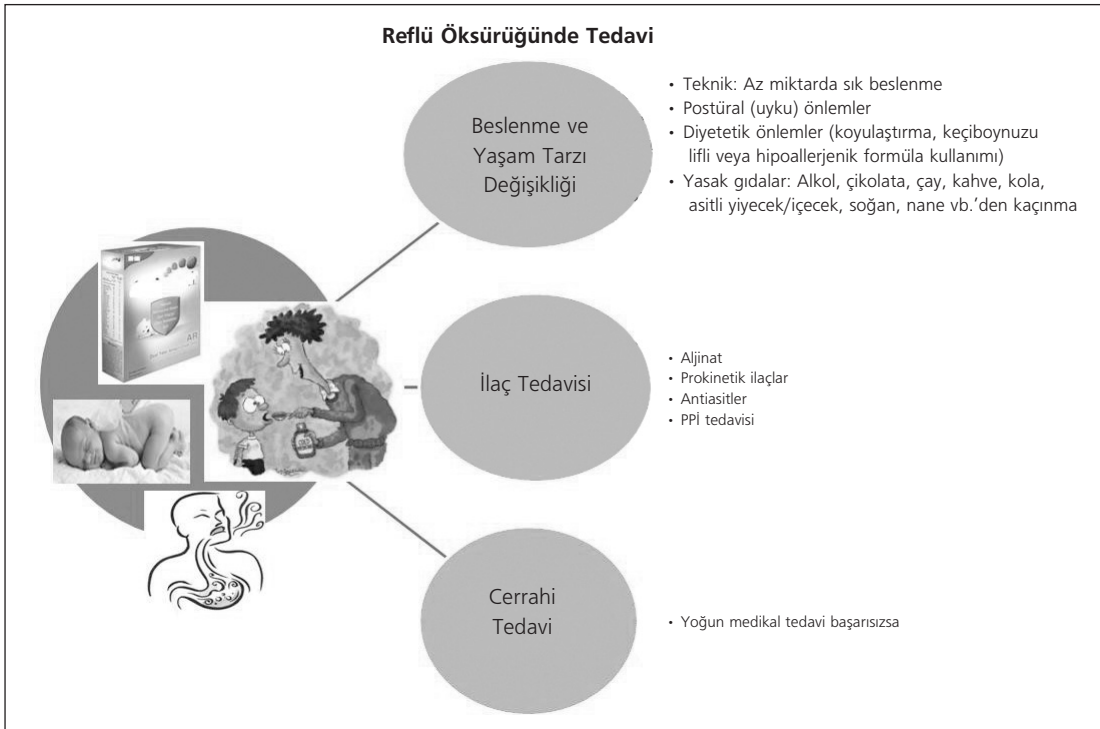 Reflü Öksürüğünde Tedavi
Beslenme ve
Yaşam Tarzı
Değişikliği
• Teknik: Az miktarda sık beslenme
• Postüral (uyku) önlemler
• Diyetetik önlemler (koyulaştırma, keçiboynuzu
lifli veya hipoallerjenik formüla kullanımı)
• Yasak gıdalar: Alkol, çikolata, çay, kahve, kola,
asitli yiyecek/içecek, soğan, nane vb.’den kaçınma
AR
İlaç Tedavisi
• Aljinat
• Prokinetik ilaçlar
• Antiasitler
• PPİ tedavisi
Cerrahi
Tedavi
• Yoğun medikal tedavi başarısızsa